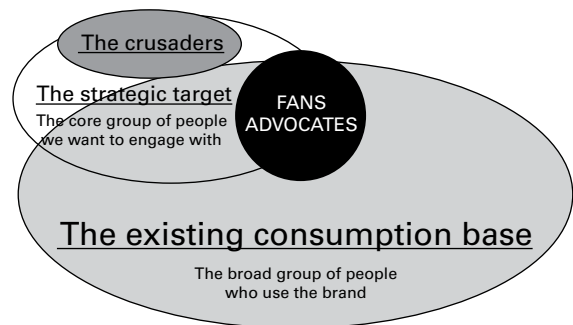 The crusaders
The strategic target
The core group of people
we want to engage with
FANS
ADVOCATES
The existing consumption base
The broad group of people
who use the brand